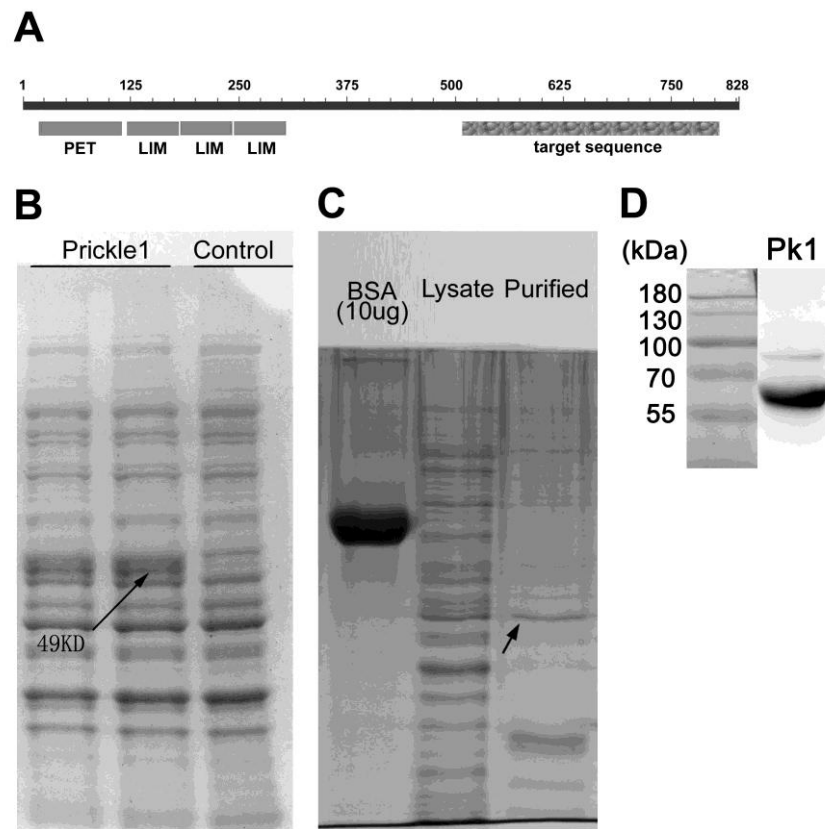 A
1 125 250 375 500 625 750 828
PET LIM LIM LIM target sequence
B
Prickle1 Control
49KD
C
BSA Lysate Purified
(10ug)
D
(kDa) Pk1
180
130
100
70
55